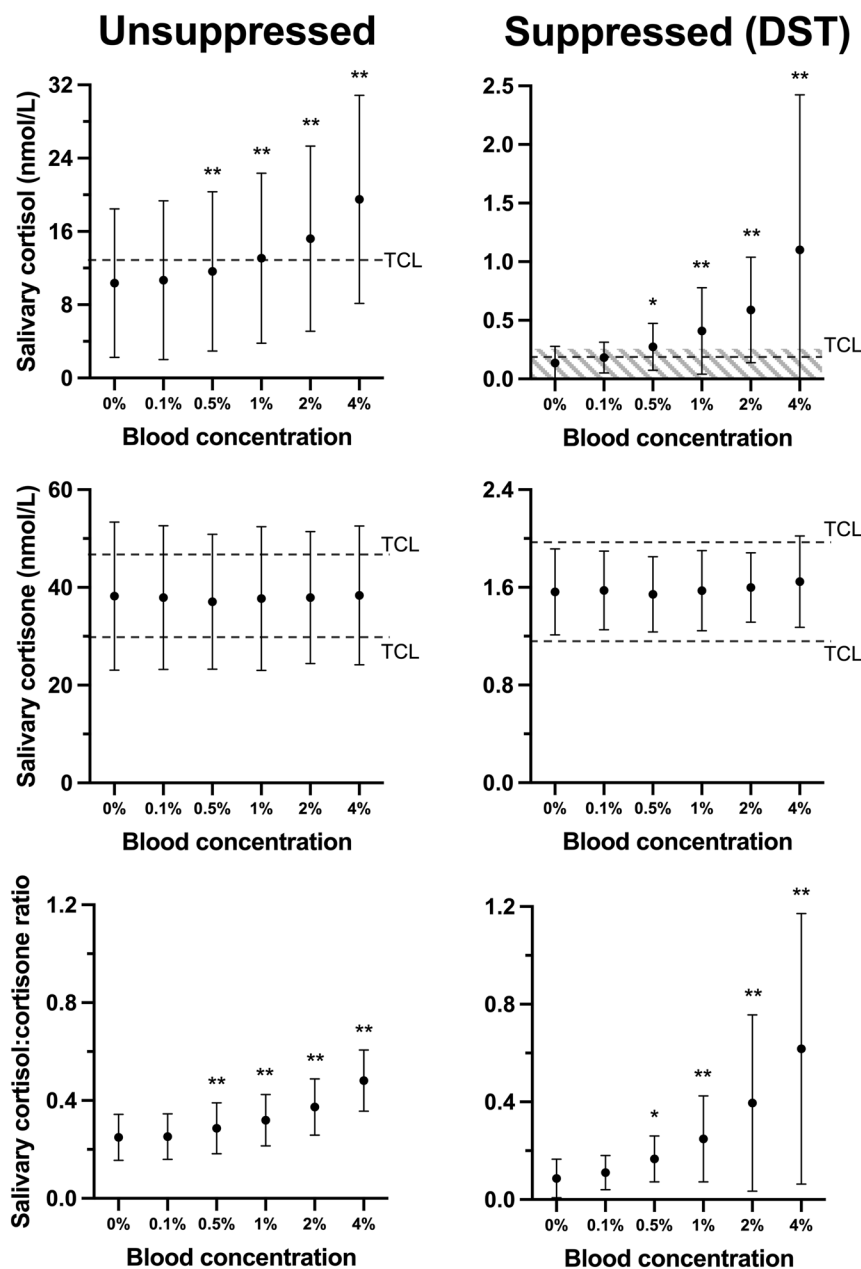 Unsuppressed
Suppressed (DST)
Salivary cortisol (nmol/L)
32
24
16
8
0
** ** ** **
TCL
0% 0.1% 0.5% 1% 2% 4%
Blood concentration
2.5
2.0
1.5
1.0
0.5
0.0
* ** ** **
TCL
0% 0.1% 0.5% 1% 2% 4%
Blood concentration
Salivary cortisone (nmol/L)
60
40
20
0
TCL
TCL
0% 0.1% 0.5% 1% 2% 4%
Blood concentration
2.4
1.6
0.8
0.0
TCL
TCL
0% 0.1% 0.5% 1% 2% 4%
Blood concentration
Salivary cortisol:cortisone ratio
1.2
0.8
0.4
0.0
** ** ** **
0% 0.1% 0.5% 1% 2% 4%
Blood concentration
1.2
0.8
0.4
0.0
* ** ** **
0% 0.1% 0.5% 1% 2% 4%
Blood concentration